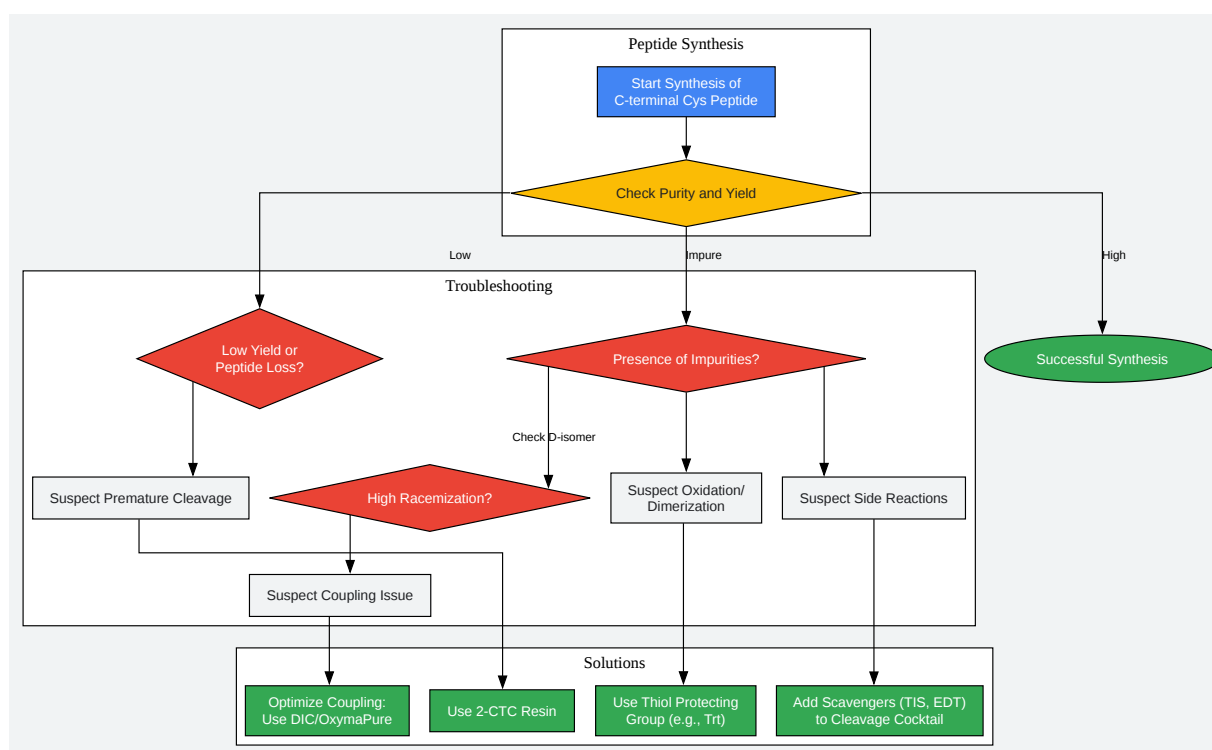 Peptide Synthesis
Start Synthesis of
C-terminal Cys Peptide
Check Purity and Yield
Low
Impure
High
Troubleshooting
Low Yield or
Peptide Loss?
Presence of Impurities?
Successful Synthesis
Check D-isomer
Suspect Premature Cleavage
High Racemization?
Suspect Oxidation/
Dimerization
Suspect Side Reactions
Suspect Coupling Issue
Solutions
Optimize Coupling:
Use DIC/OxymaPure
Use 2-CTC Resin
Use Thiol Protecting
Group (e.g., Trt)
Add Scavengers (TIS, EDT)
to Cleavage Cocktail